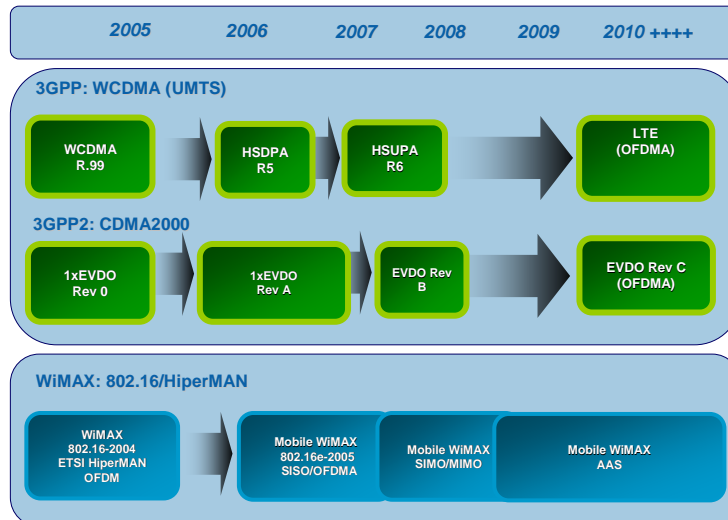 2005 2006 2007 2008 2009 2010 ++++
3GPP: WCDMA (UMTS)
WCDMA
R.99
HSDPA
R5
HSUPA
R6
LTE
(OFDMA)
3GPP2: CDMA2000
1xEVDO
Rev 0
1xEVDO
Rev A
EVDO Rev
B
EVDO Rev C
(OFDMA)
WiMAX: 802.16/HiperMAN
WiMAX
802.16-2004
ETSI HiperMAN
OFDM
Mobile WiMAX
802.16e-2005
SISO/OFDMA
Mobile WiMAX
SIMO/MIMO
Mobile WiMAX
AAS